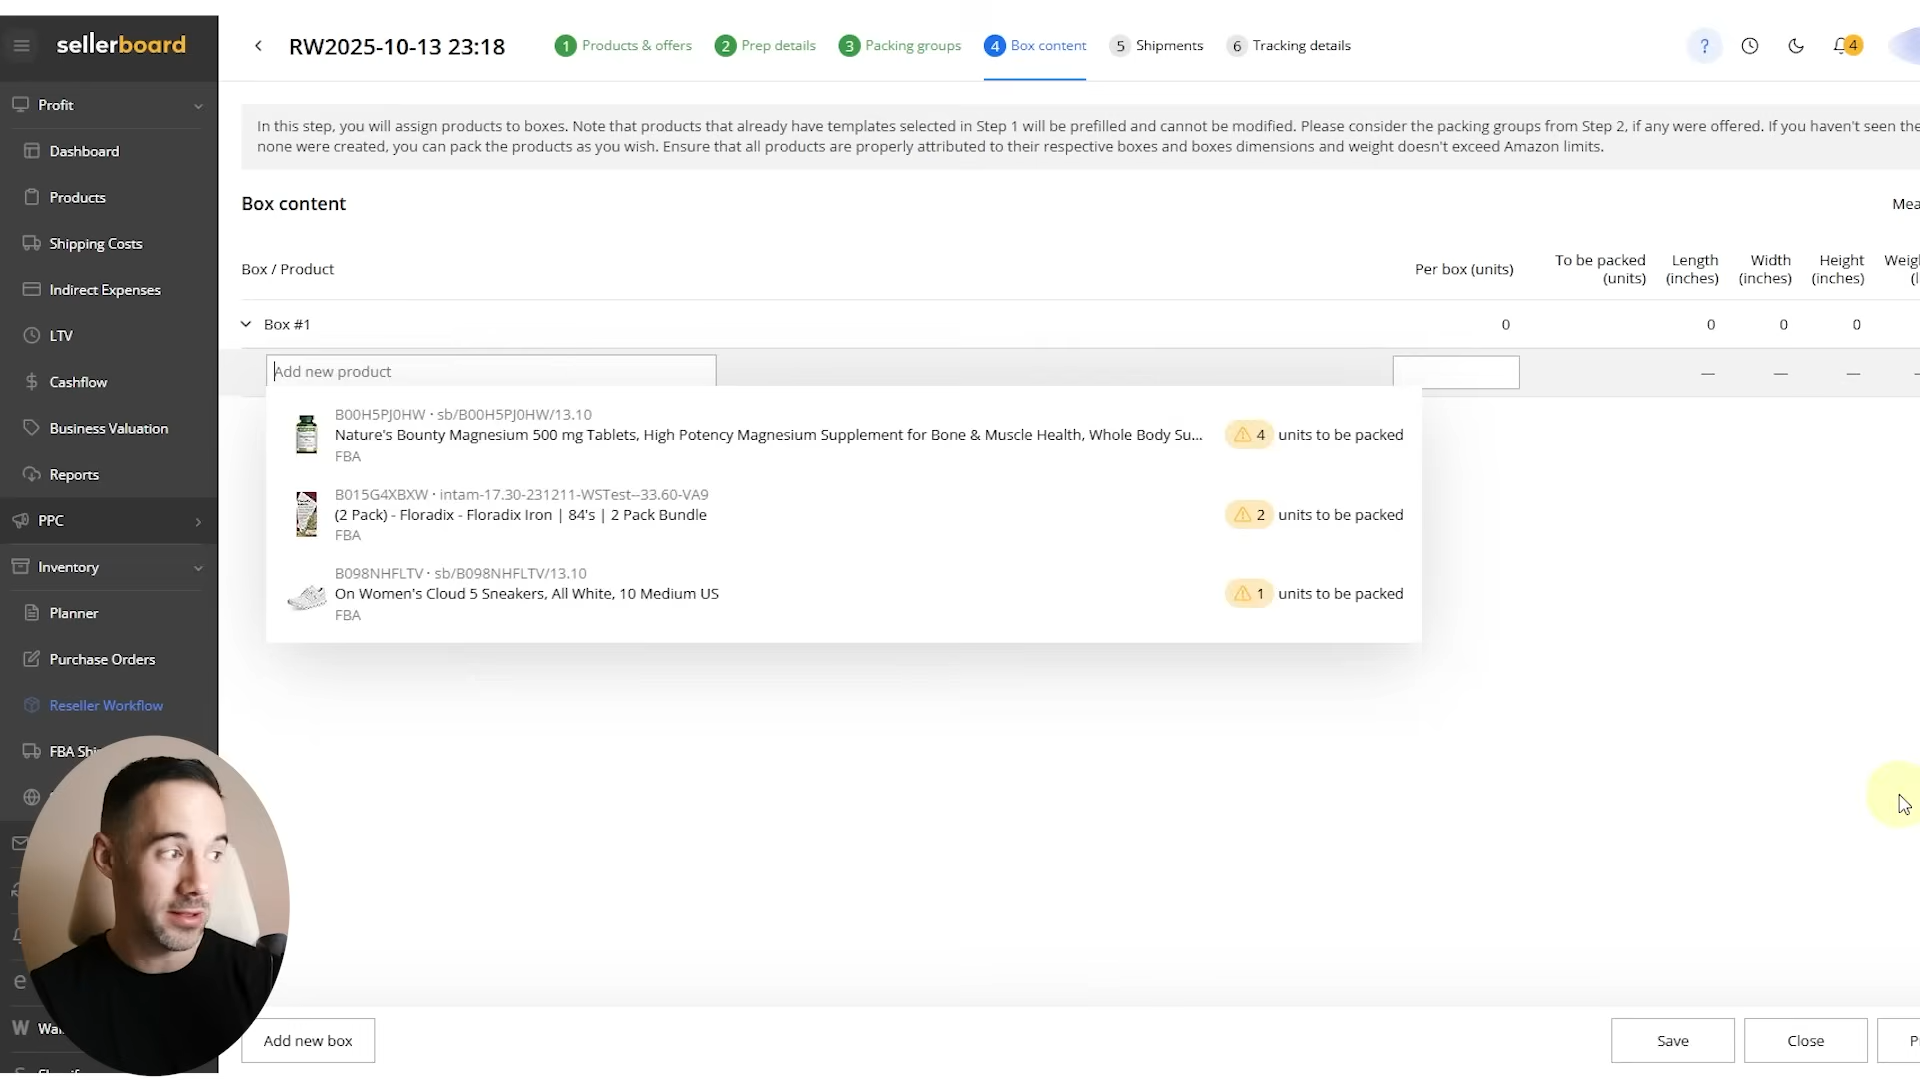 sellerboard
RW2025-10-13 23:18
1 Products & offers
2 Prep details
3 Packing groups
4 Box content
5 Shipments
6 Tracking details
?
4
Profit
Dashboard
Products
Shipping Costs
Indirect Expenses
LTV
Cashflow
Business Valuation
Reports
PPC
Inventory
Planner
Purchase Orders
Reseller Workflow
FBA Shi
e
W Wa
In this step, you will assign products to boxes. Note that products that already have templates selected in Step 1 will be prefilled and cannot be modified. Please consider the packing groups from Step 2, if any were offered. If you haven't seen the
none were created, you can pack the products as you wish. Ensure that all products are properly attributed to their respective boxes and boxes dimensions and weight doesn't exceed Amazon limits.
Box content
Mea
Box / Product
Per box (units)
To be packed
(units)
Length
(inches)
Width
(inches)
Height
(inches)
Weigh
(l
Box #1
0
0
0
0
Add new product
— — —
B00H5PJ0HW · sb/B00H5PJ0HW/13.10
Nature's Bounty Magnesium 500 mg Tablets, High Potency Magnesium Supplement for Bone & Muscle Health, Whole Body Su...
FBA
4 units to be packed
B015G4XBXW · intam-17.30-231211-WSTest--33.60-VA9
(2 Pack) - Floradix - Floradix Iron | 84's | 2 Pack Bundle
FBA
2 units to be packed
B098NHFLTV · sb/B098NHFLTV/13.10
On Women's Cloud 5 Sneakers, All White, 10 Medium US
FBA
1 units to be packed
Add new box
Save
Close
P